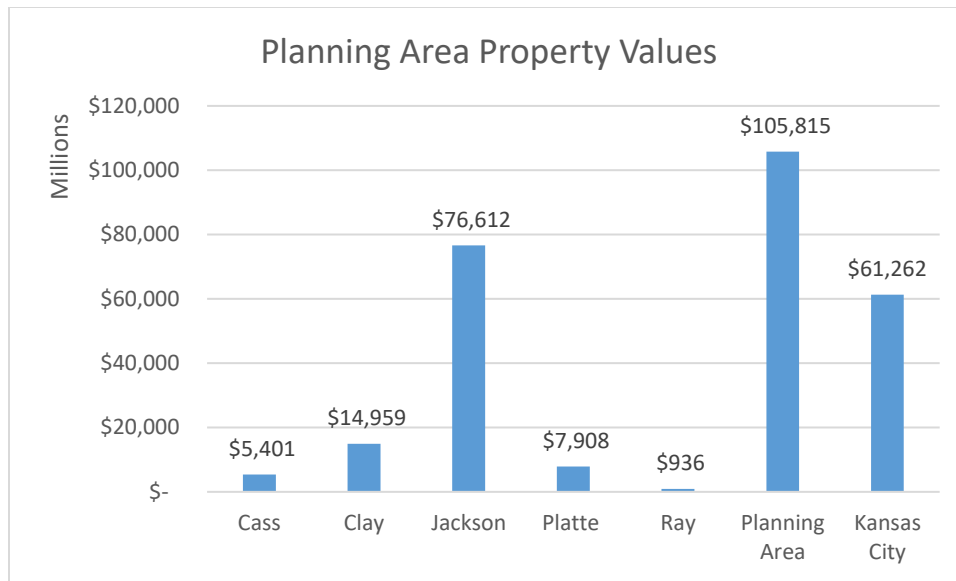 Planning Area Property Values
Millions
$120,000
$100,000
$80,000
$60,000
$40,000
$20,000
$-
$5,401
$14,959
$76,612
$7,908
$936
$105,815
$61,262
Cass
Clay
Jackson
Platte
Ray
Planning
Area
Kansas
City